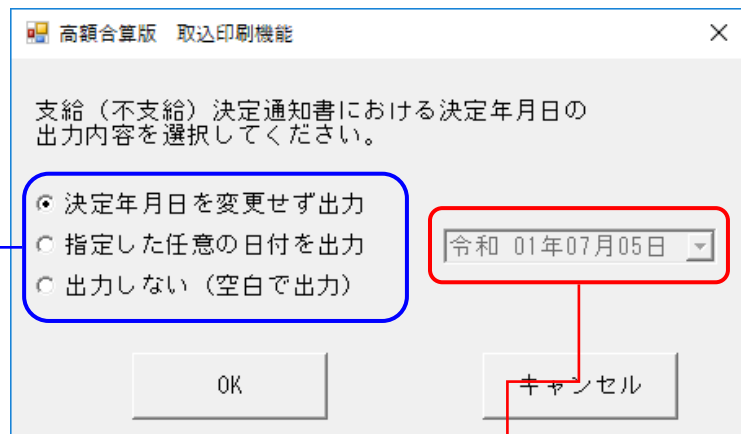 高額合算版　取込印刷機能
支給（不支給）決定通知書における決定年月日の
出力内容を選択してください。
決定年月日を変更せず出力
指定した任意の日付を出力
令和 01年07月05日
出力しない（空白で出力）
OK
キャンセル